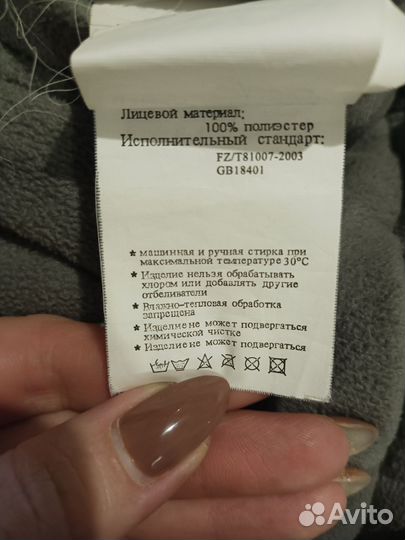 Лицевой материал:
100% полиэстер
Исполнительный стандарт:
FZ/T81007-2003
GB18401
* машинная и ручная стирка при
максимальной температуре 30°C
* Изделие нельзя обрабатывать
хлором или добавлять другие
отбеливатели
* Влажно-тепловая обработка
запрещена
* Изделие не может подвергаться
химической чистке
* Изделие не может подвергаться
Avito